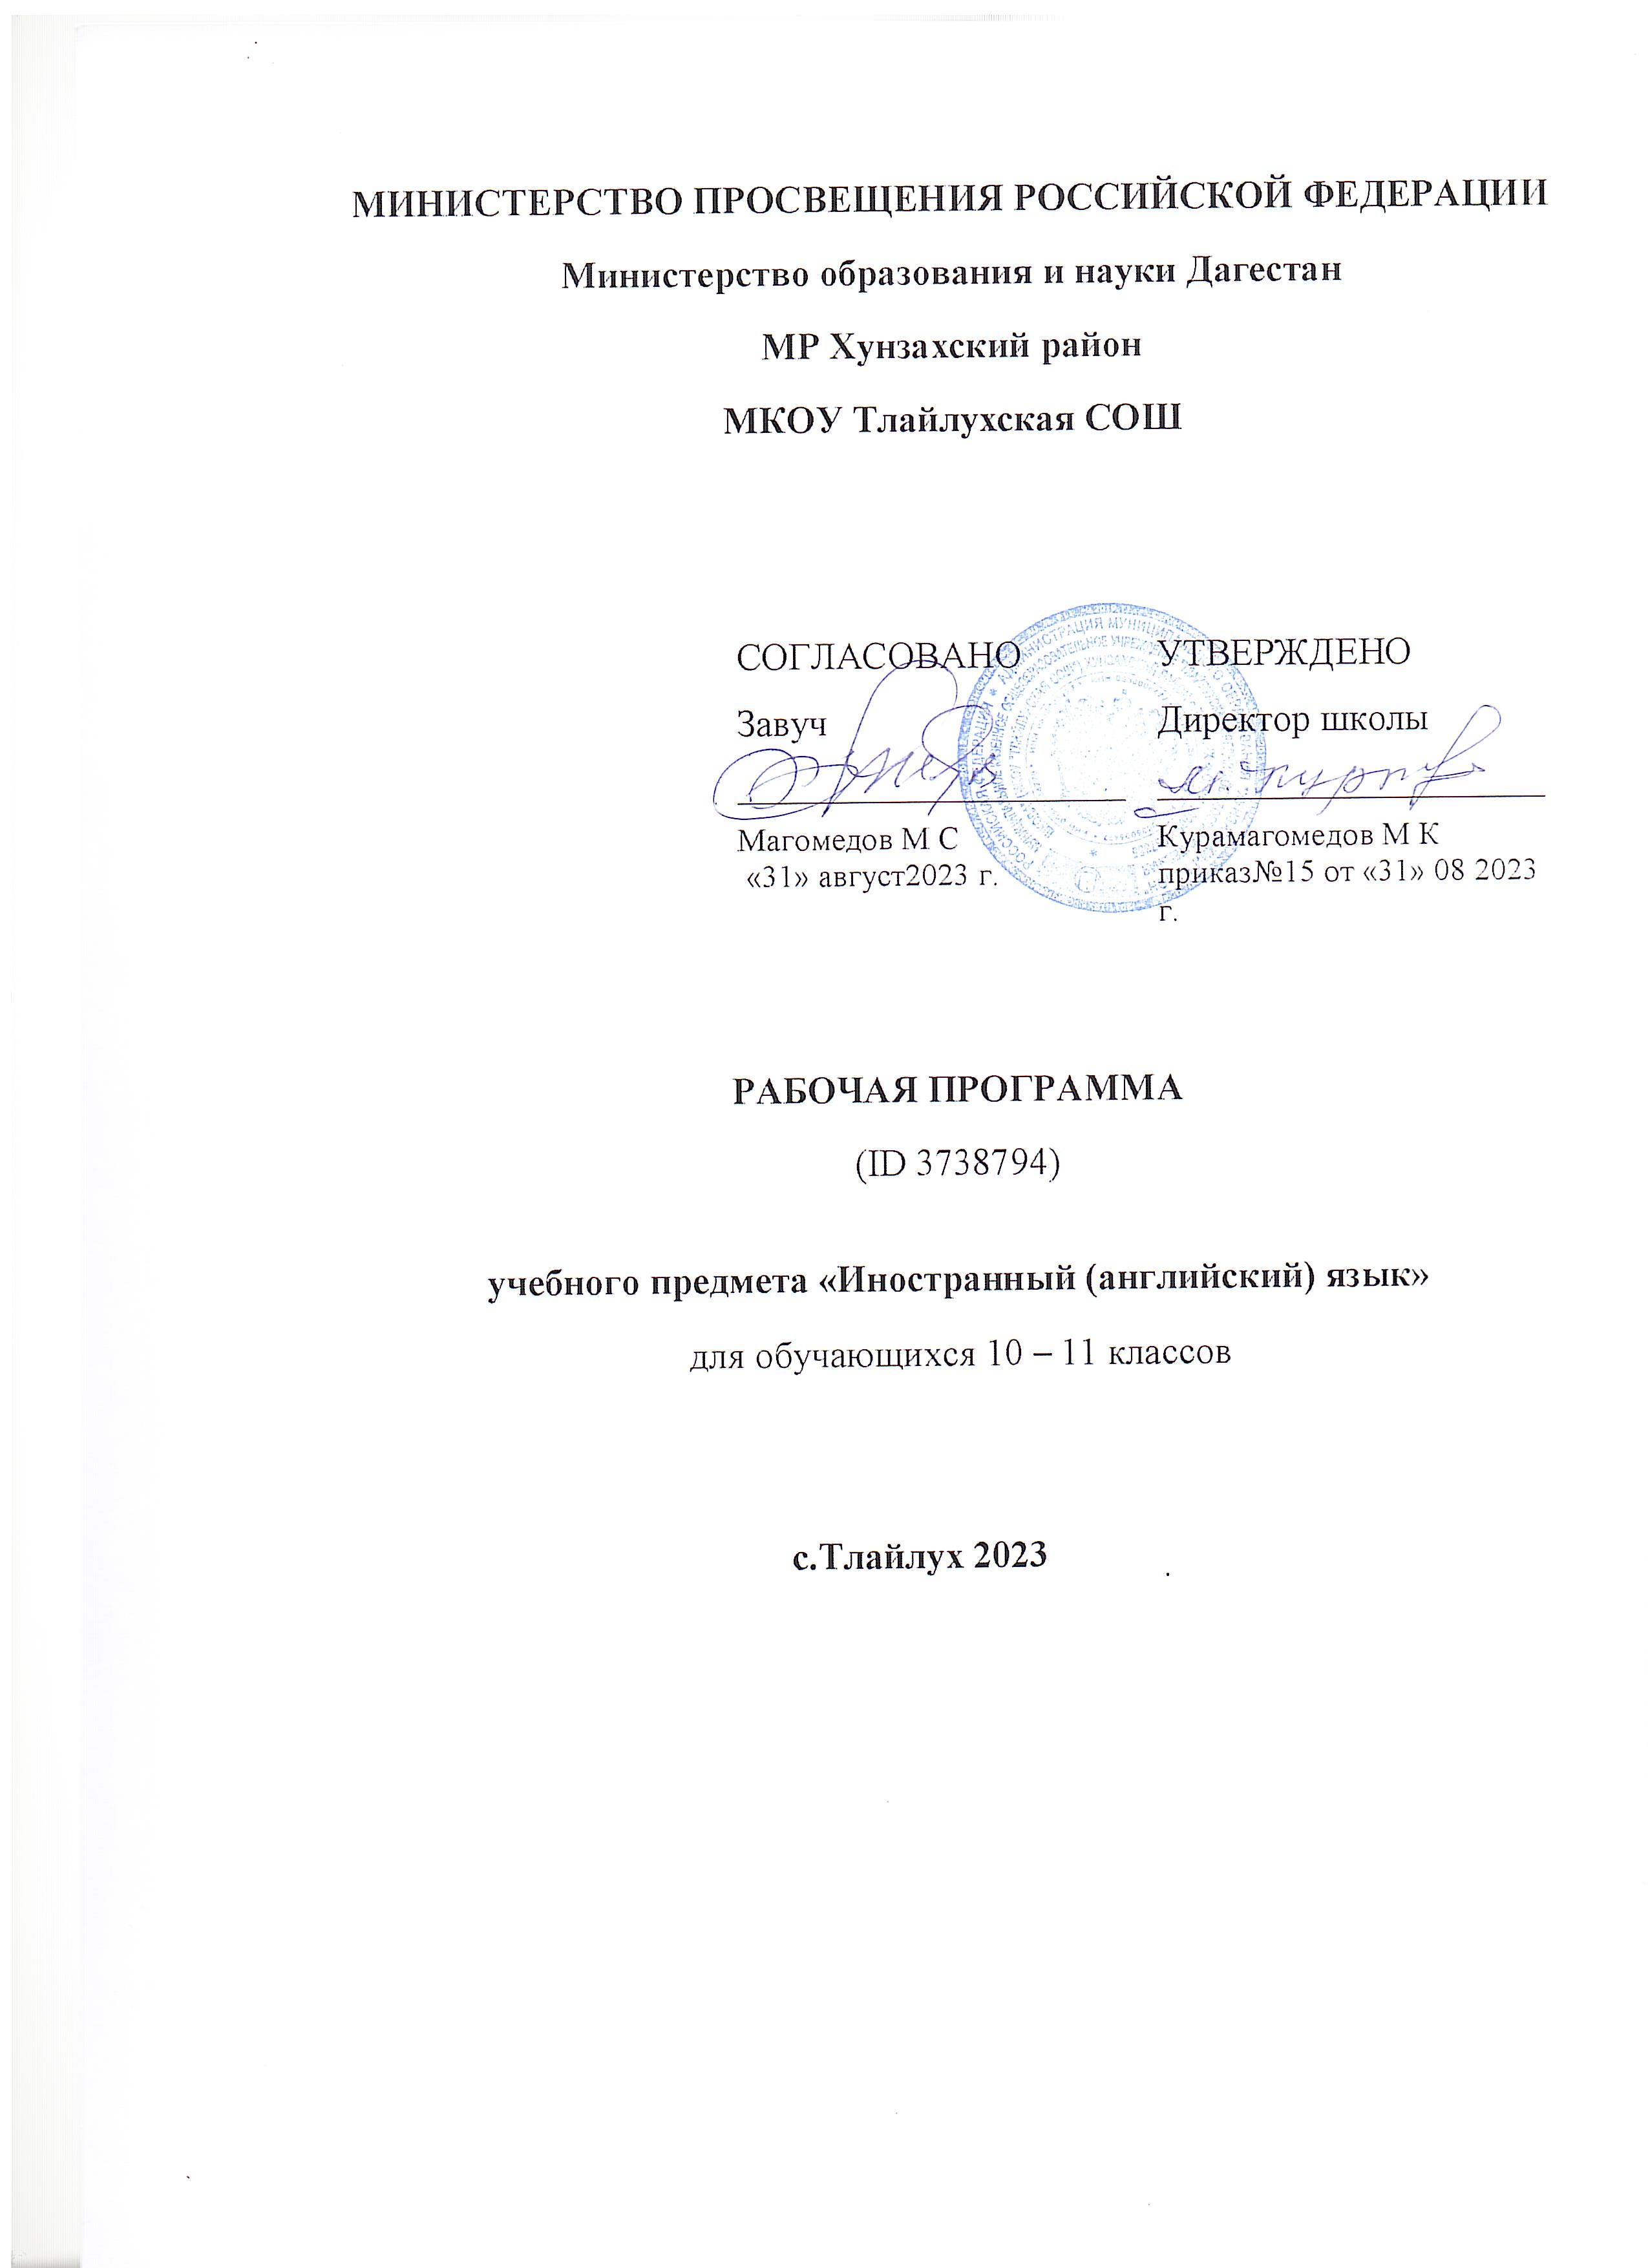 МИНИСТЕРСТВО ПРОСВЕЩЕНИЯ РОССИЙСКОЙ ФЕДЕРАЦИИ
Министерство образования и науки Дагестан
МР Хунзахский район
МКОУ Тлайлухская СОШ
СОГЛАСОВАНО
Завуч
Магомедов М С
«31» август2023 г.
УТВЕРЖДЕНО
Директор школы
Курамагомедов М К
приказ№15 от «31» 08 2023
г.
РАБОЧАЯ ПРОГРАММА
(ID 3738794)
учебного предмета «Иностранный (английский) язык»
для обучающихся 10 – 11 классов
с.Тлайлух 2023